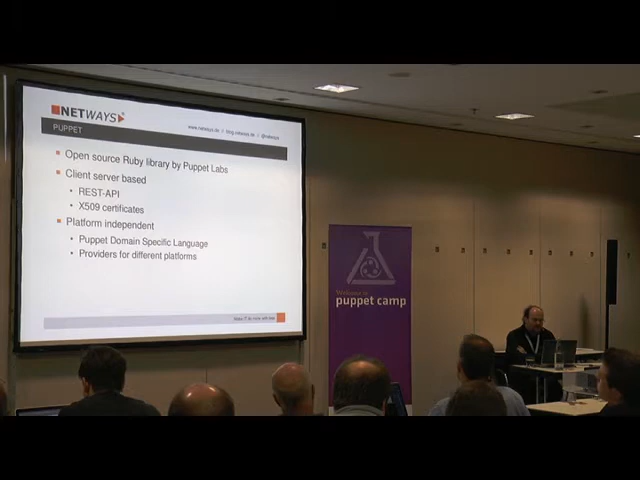 NETWAYS
www.netways.de // blog.netways.de // @netways
PUPPET
Open source Ruby library by Puppet Labs
Client server based
REST-API
X509 certificates
Platform independent
Puppet Domain Specific Language
Providers for different platforms
Welcome to
puppet camp